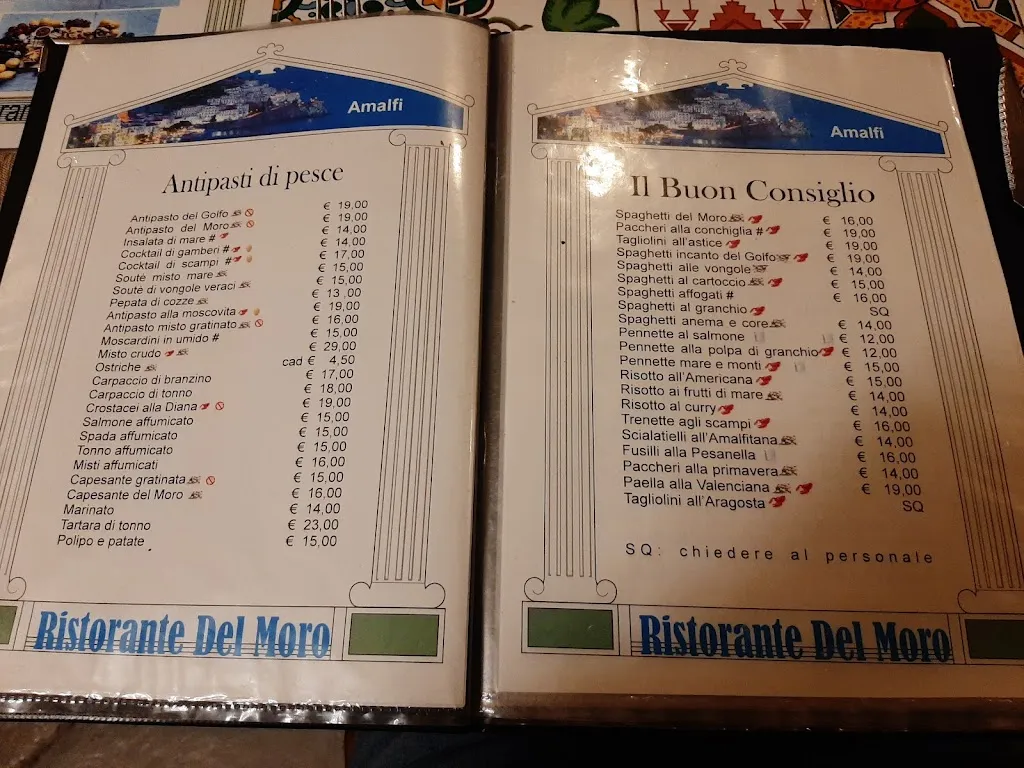 Amalfi
Antipasti di pesce
Antipasto del Golfo € 19,00
Antipasto del Moro € 19,00
Insalata di mare # € 14,00
Cocktail di gamberi # € 14,00
Cocktail di scampi # € 17,00
Soutè misto mare € 15,00
Soutè di vongole veraci € 15,00
Pepata di cozze € 13 ,00
Antipasto alla moscovita € 19,00
Antipasto misto gratinato € 16,00
Moscardini in umido # € 15,00
Misto crudo € 29,00
Ostriche cad € 4,50
Carpaccio di branzino € 17,00
Carpaccio di tonno € 18,00
Crostacei alla Diana € 19,00
Salmone affumicato € 15,00
Spada affumicato € 15,00
Tonno affumicato € 15,00
Misti affumicati € 16,00
Capesante gratinata € 15,00
Capesante del Moro € 16,00
Marinato € 14,00
Tartara di tonno € 23,00
Polipo e patate € 15,00
Ristorante Del Moro
Amalfi
Il Buon Consiglio
Spaghetti del Moro € 16,00
Paccheri alla conchiglia # € 19,00
Tagliolini all'astice € 19,00
Spaghetti incanto del Golfo € 19,00
Spaghetti alle vongole € 14,00
Spaghetti al cartoccio € 15,00
Spaghetti affogati # € 16,00
Spaghetti al granchio SQ
Spaghetti anema e core € 14,00
Pennette al salmone € 12,00
Pennette alla polpa di granchio € 12,00
Pennette mare e monti € 15,00
Risotto all'Americana € 15,00
Risotto ai frutti di mare € 14,00
Risotto al curry € 14,00
Trenette agli scampi € 16,00
Scialatielli all'Amalfitana € 14,00
Fusilli alla Pesanella € 16,00
Paccheri alla primavera € 14,00
Paella alla Valenciana € 19,00
Tagliolini all'Aragosta SQ
SQ: chiedere al personale
Ristorante Del Moro